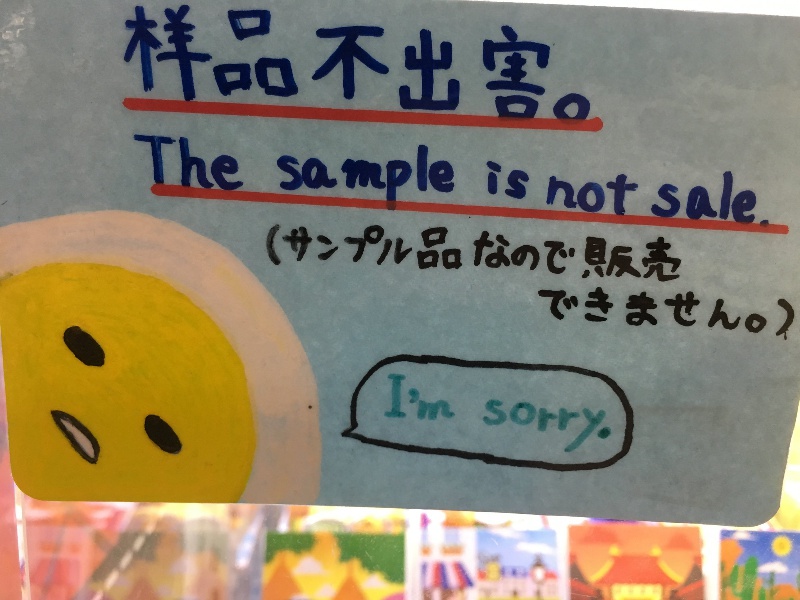 样品不出害。
The sample is not sale.
(サンプル品なので販売
できません。)
I'm sorry.